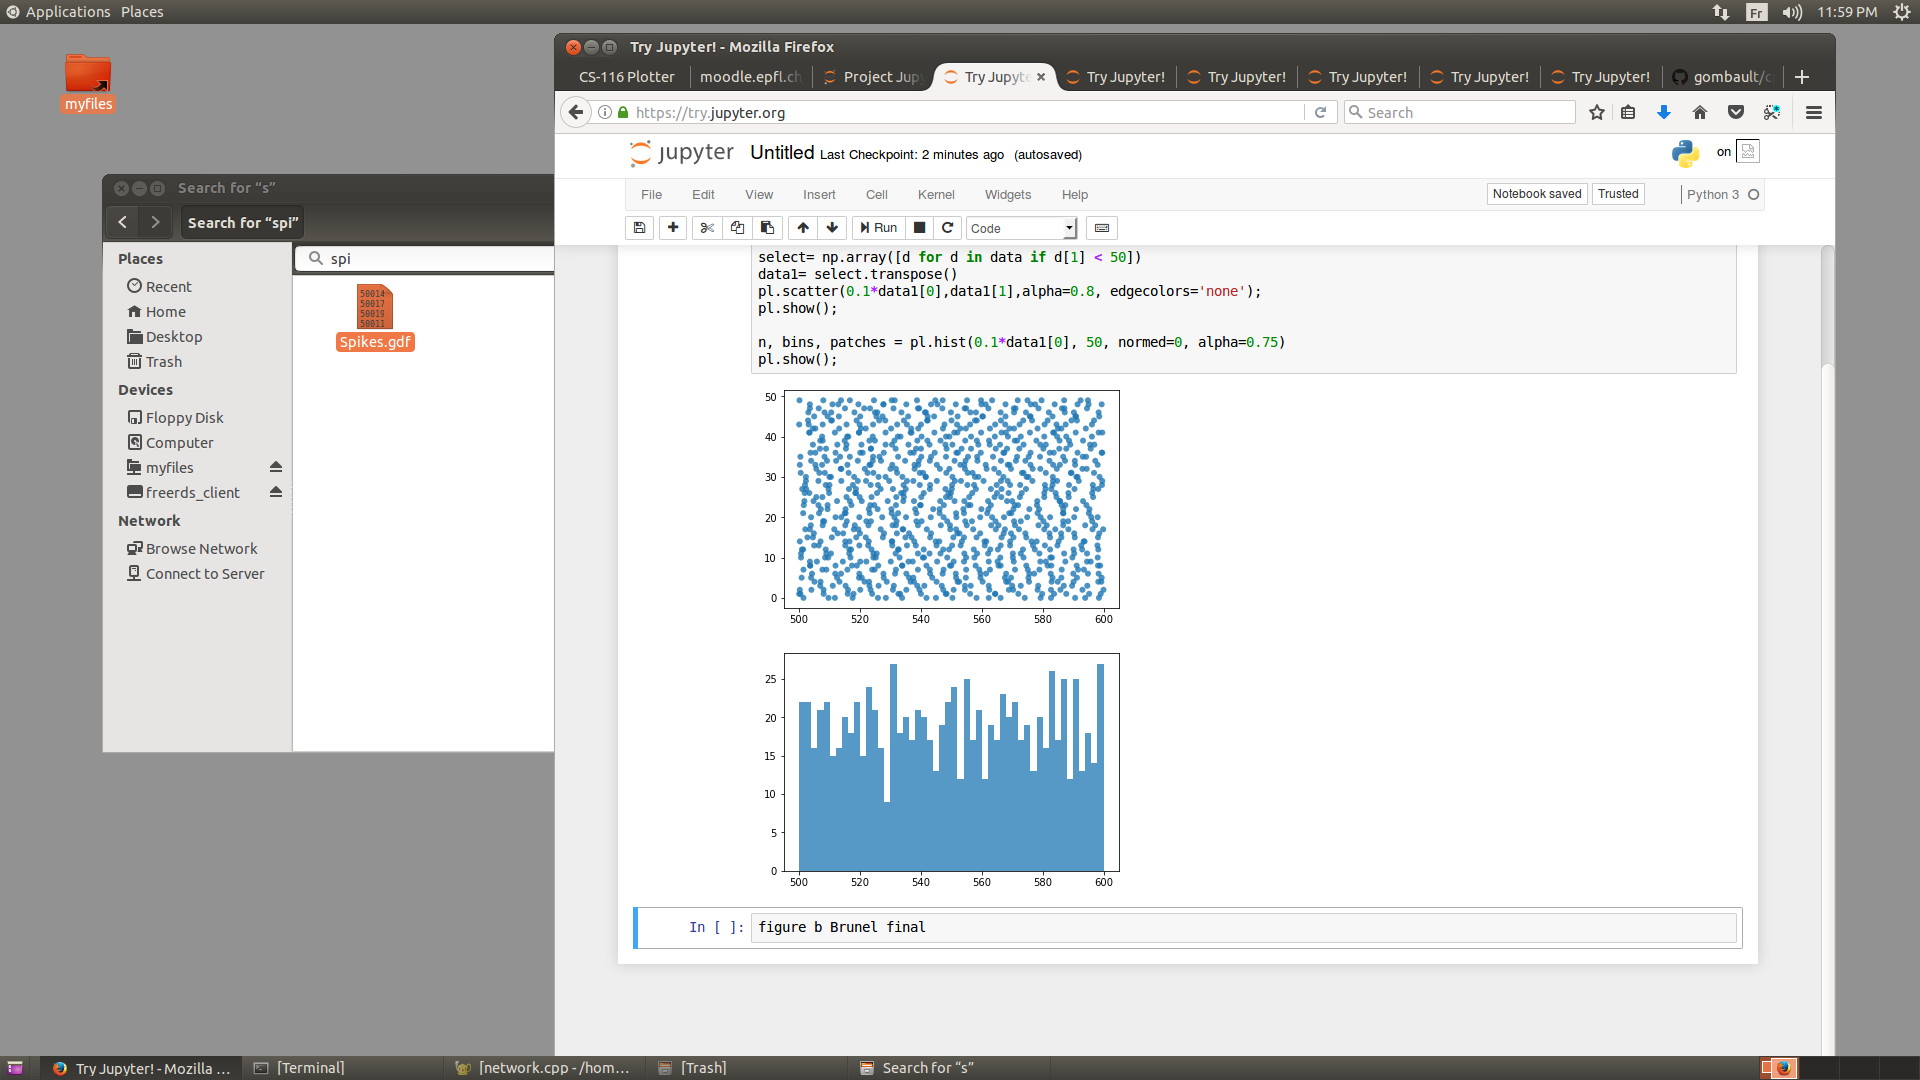 Applications Places
Fr 11:59 PM
myfiles
Try Jupyter! - Mozilla Firefox
CS-116 Plotter moodle.epfl.ch Project Jup Try Jupyte Try Jupyter! Try Jupyter! Try Jupyter! Try Jupyter! Try Jupyter! gombault/c
https://try.jupyter.org
Search
jupyter Untitled Last Checkpoint: 2 minutes ago (autosaved)
on
File Edit View Insert Cell Kernel Widgets Help
Notebook saved Trusted Python 3
Run Code
Search for “s”
Search for “spi”
spi
Places
Recent
Home
Desktop
Trash
Devices
Floppy Disk
Computer
myfiles
freerds_client
Network
Browse Network
Connect to Server
50014
50017
50019
50011
Spikes.gdf
select= np.array([d for d in data if d[1] < 50])
data1= select.transpose()
pl.scatter(0.1*data1[0],data1[1],alpha=0.8, edgecolors='none');
pl.show();
n, bins, patches = pl.hist(0.1*data1[0], 50, normed=0, alpha=0.75)
pl.show();
50
40
30
20
10
0
500 520 540 560 580 600
25
20
15
10
5
0
500 520 540 560 580 600
In [ ]: figure b Brunel final
Try Jupyter! - Mozilla ...
[Terminal]
[network.cpp - /hom...
[Trash]
Search for “s”